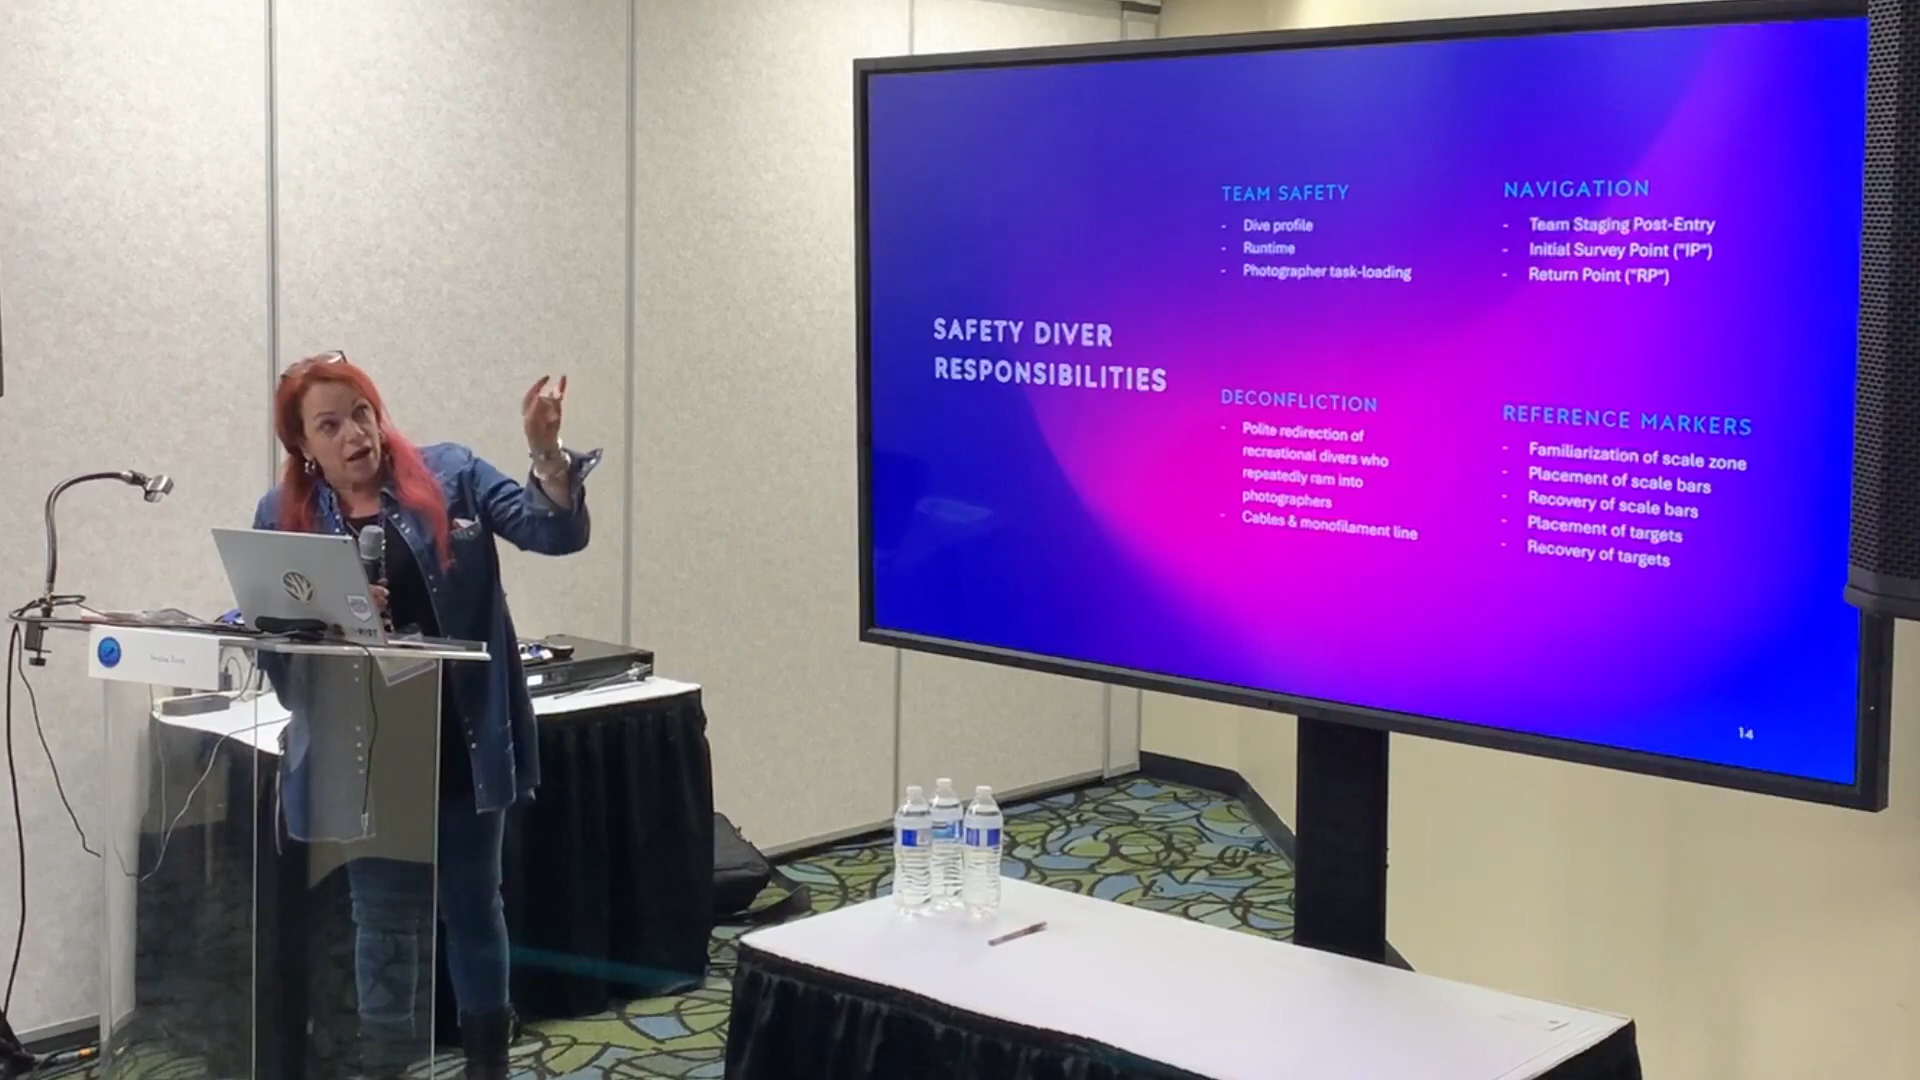 SAFETY DIVER
RESPONSIBILITIES
TEAM SAFETY
- Dive profile
- Runtime
- Photographer task-loading
NAVIGATION
- Team Staging Post-Entry
- Initial Survey Point ("IP")
- Return Point ("RP")
DECONFLICTION
- Polite redirection of
recreational divers who
repeatedly ram into
photographers
- Cables & monofilament line
REFERENCE MARKERS
- Familiarization of scale zone
- Placement of scale bars
- Recovery of scale bars
- Placement of targets
- Recovery of targets
14